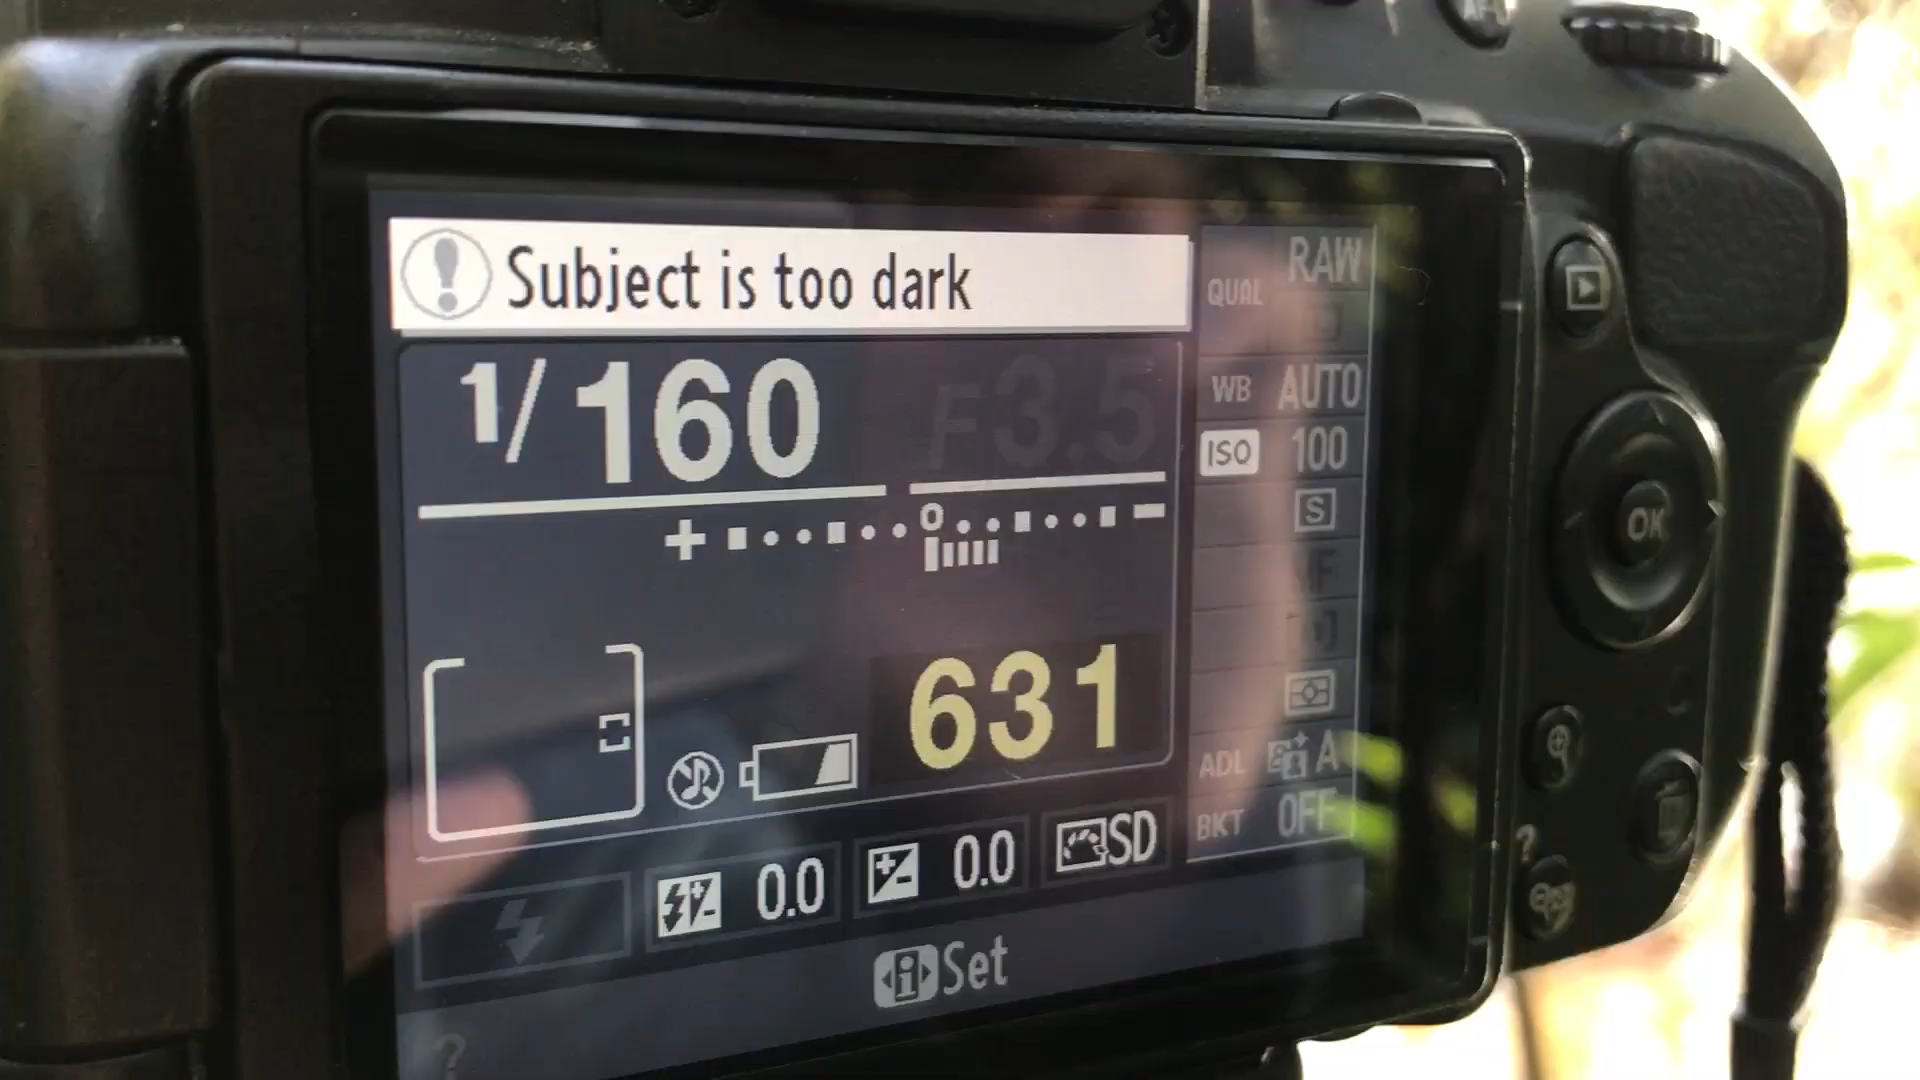 Subject is too dark
1/160 F3.5
631
0.0 0.0 SD
Set
?
QUAL RAW
WB AUTO
ISO 100
S
ADL A
BKT OFF
OK
?